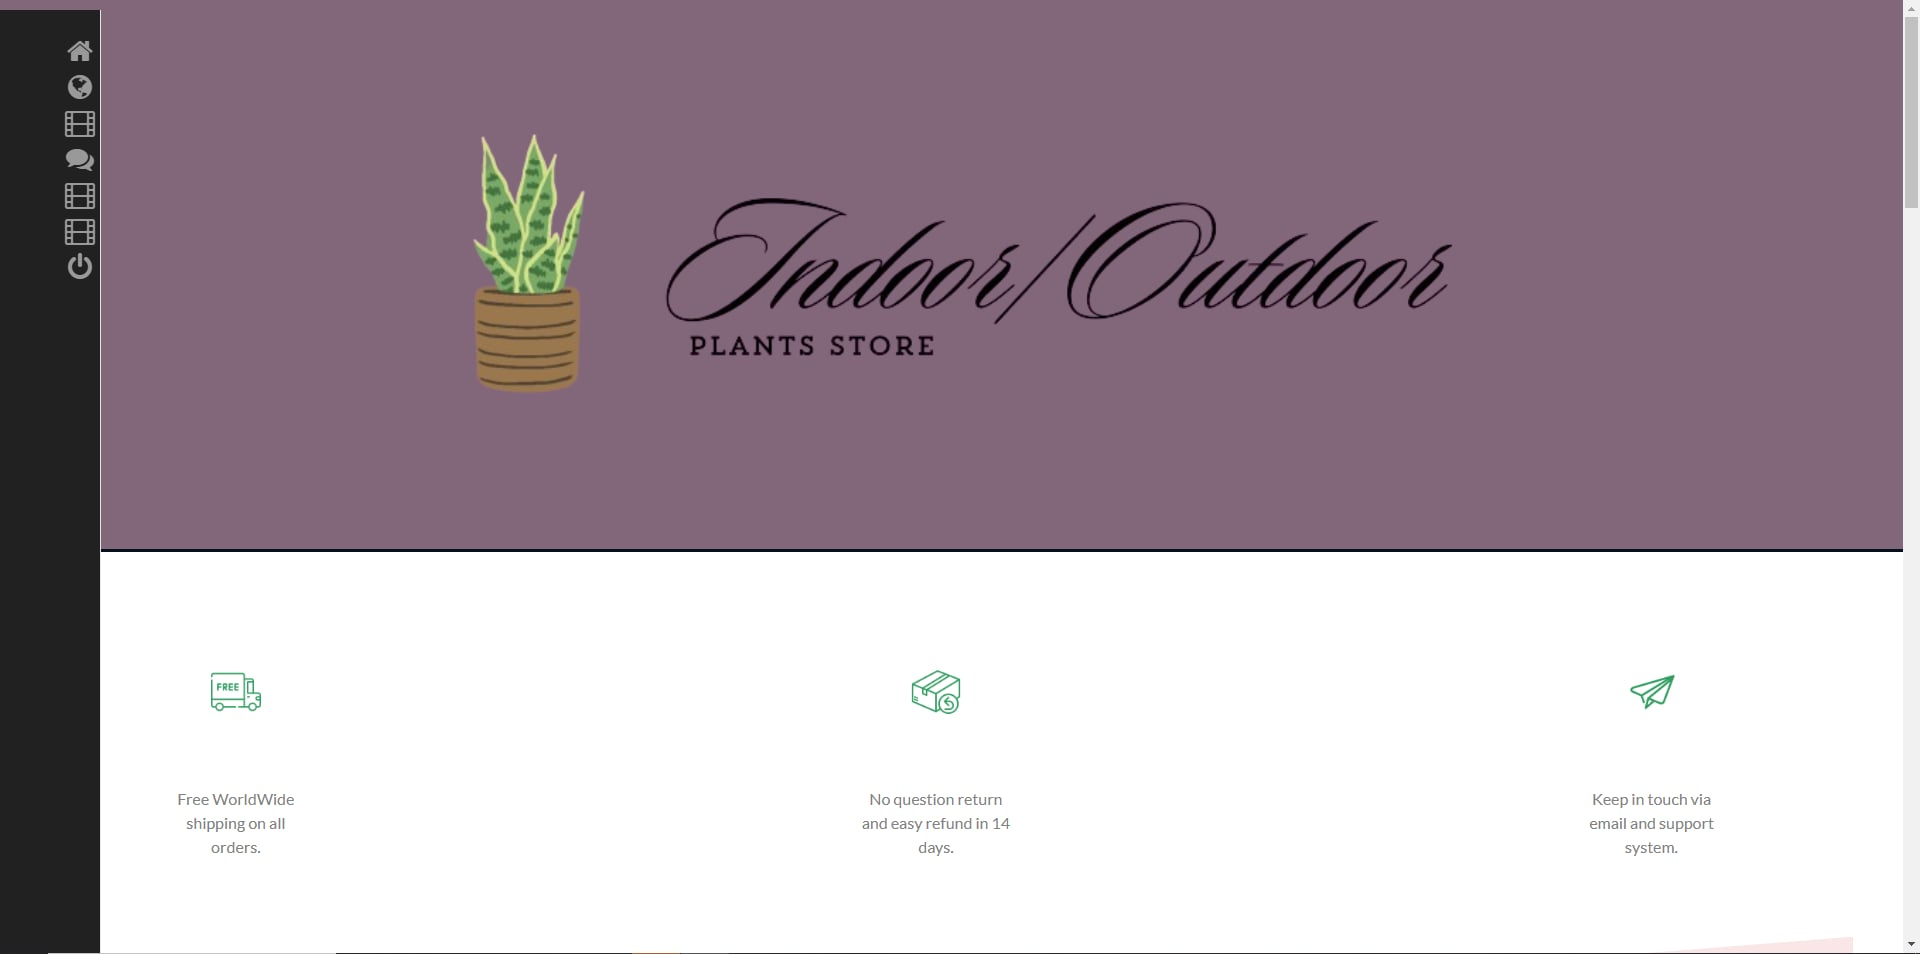 Indoor/Outdoor
PLANTS STORE
FREE
Free WorldWide
shipping on all
orders.
No question return
and easy refund in 14
days.
Keep in touch via
email and support
system.